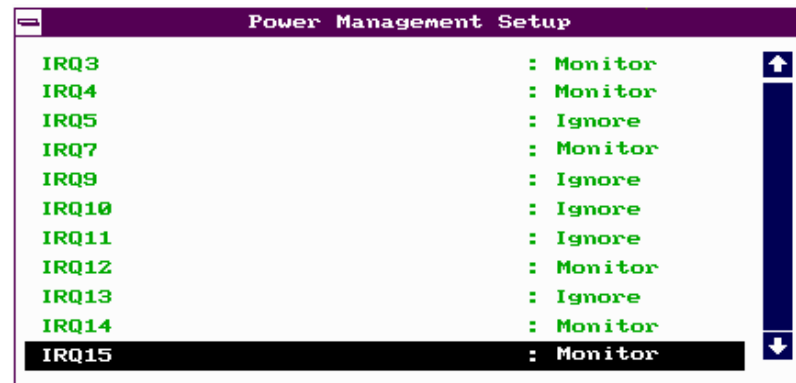 Power Management Setup
IRQ3 : Monitor
IRQ4 : Monitor
IRQ5 : Ignore
IRQ7 : Monitor
IRQ9 : Ignore
IRQ10 : Ignore
IRQ11 : Ignore
IRQ12 : Monitor
IRQ13 : Ignore
IRQ14 : Monitor
IRQ15 : Monitor